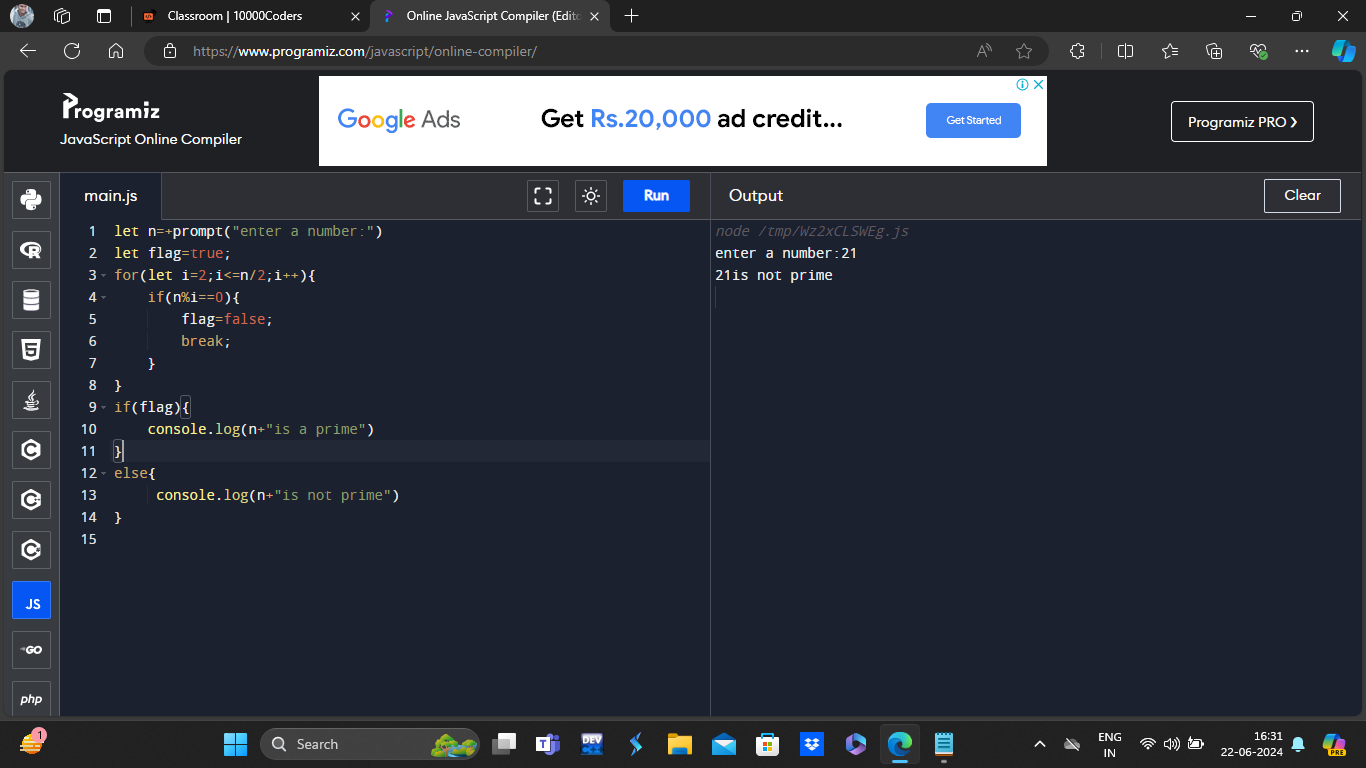 Classroom | 10000Coders
Online JavaScript Compiler (Edito
https://www.programiz.com/javascript/online-compiler/
Programiz
JavaScript Online Compiler
Google Ads
Get Rs.20,000 ad credit...
Get Started
Programiz PRO ❯
main.js
Run
Output
Clear
1 let n=+prompt("enter a number:")
2 let flag=true;
3 for(let i=2;i<=n/2;i++){
4 if(n%i==0){
5 flag=false;
6 break;
7 }
8 }
9 if(flag){
10 console.log(n+"is a prime")
11 }
12 else{
13 console.log(n+"is not prime")
14 }
15
node /tmp/Wz2xCLSWEg.js
enter a number:21
21is not prime
JS
GO
php
1
Search
DEV
ENG
IN
16:31
22-06-2024
PRE